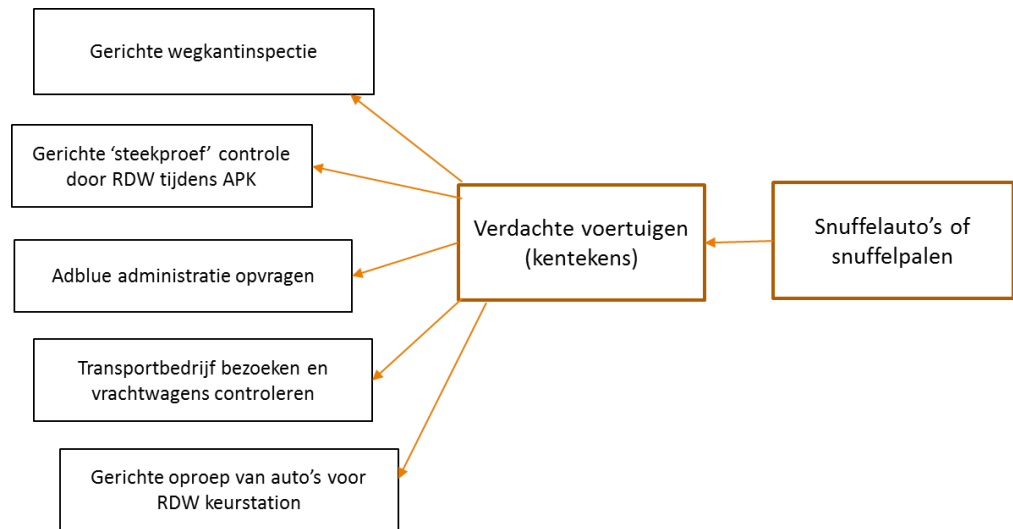 Gerichte wegkantinspectie
Gerichte ‘steekproef’ controle
door RDW tijdens APK
Adblue administratie opvragen
Transportbedrijf bezoeken en
vrachtwagens controleren
Gerichte oproep van auto’s voor
RDW keurstation
Verdachte voertuigen
(kentekens)
Snuffelauto’s of
snuffelpalen